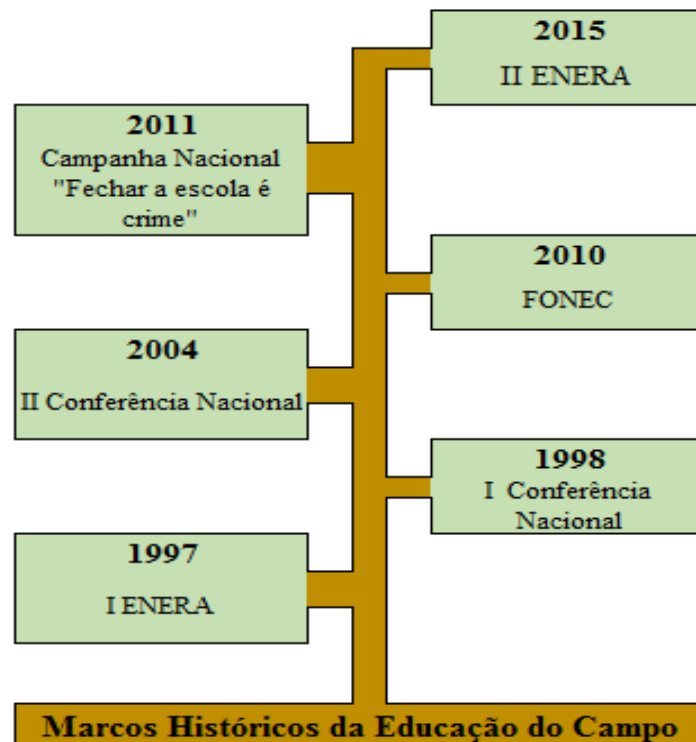 2015
II ENERA
2011
Campanha Nacional
"Fechar a escola é
crime"
2010
FONEC
2004
II Conferência Nacional
1998
I Conferência
Nacional
1997
I ENERA
Marcos Históricos da Educação do Campo